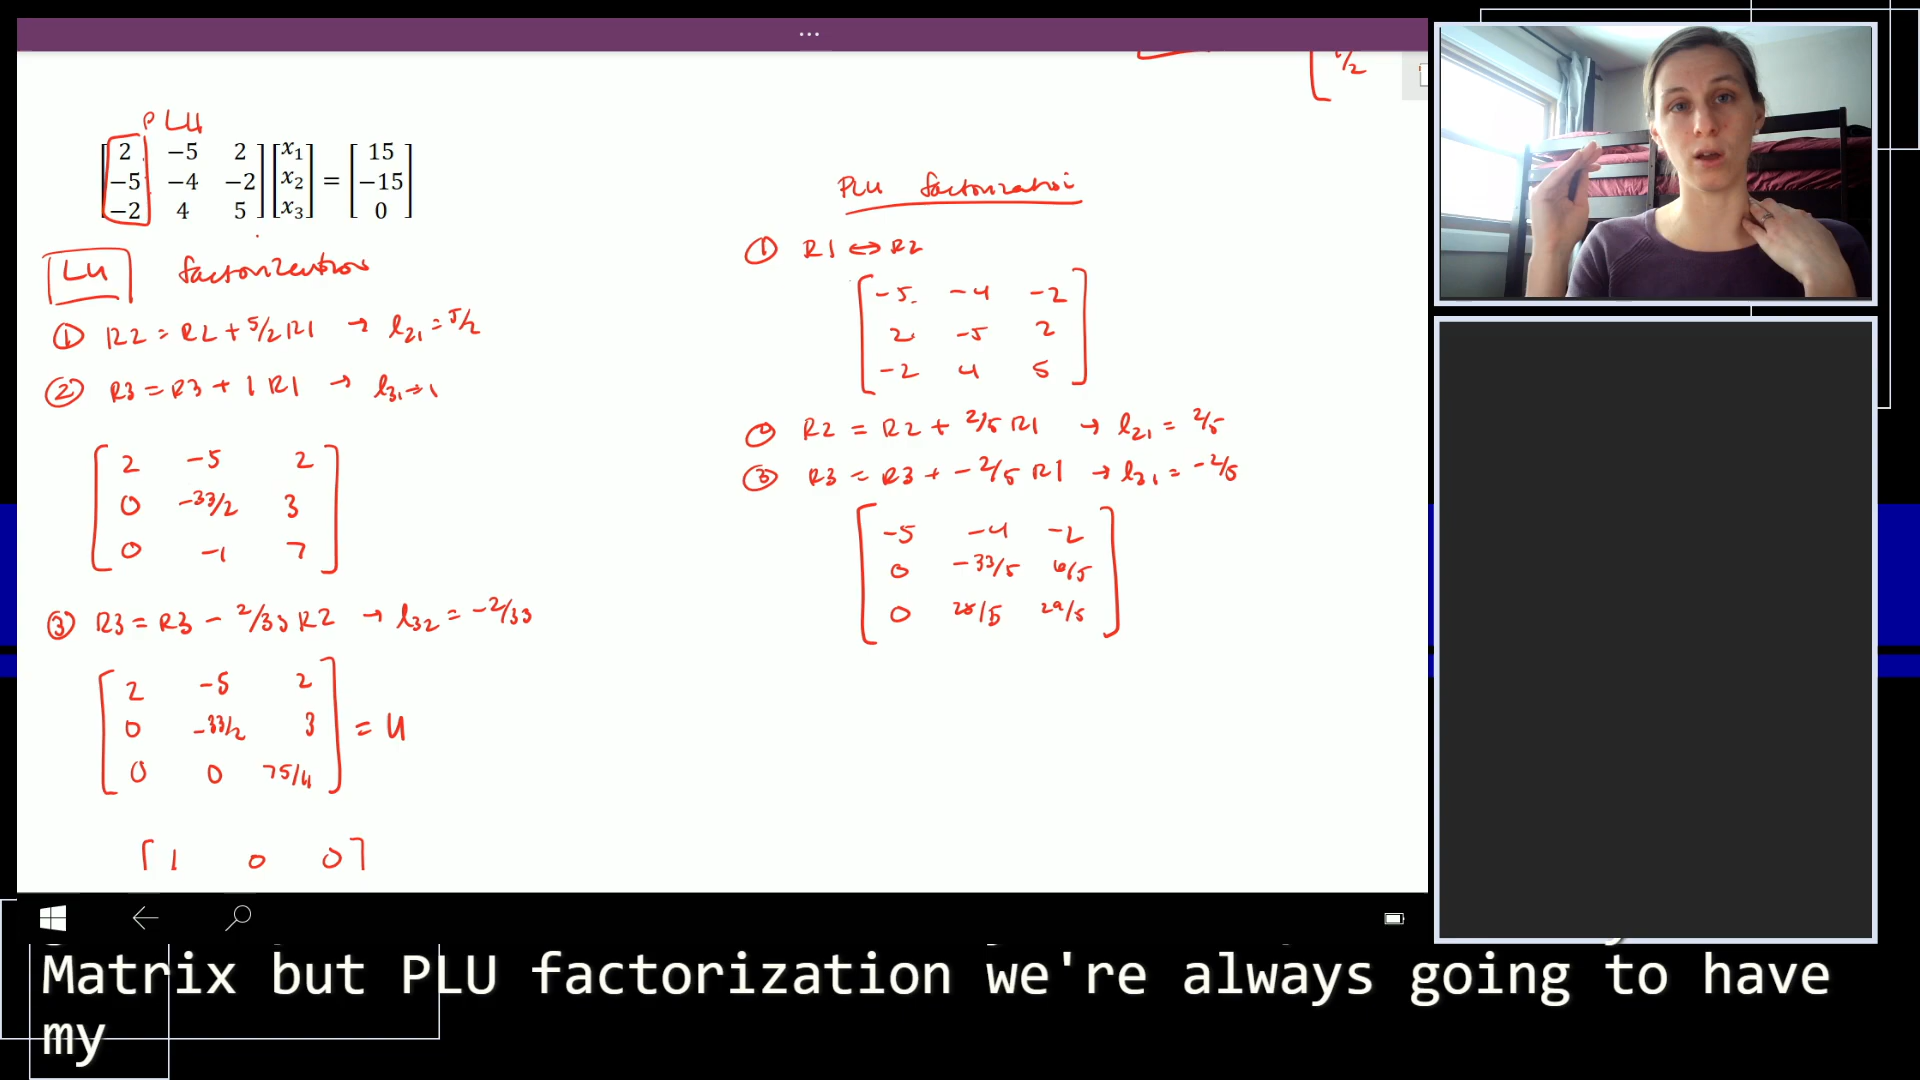 ...
1/2
PLU
2 -5 2 x1 15
-5 -4 -2 x2 = -15
-2 4 5 x3 0
LU factorization
① R2 = R2 + 5/2 R1 → l21 = 5/2
② R3 = R3 + 1 R1 → l31 → 1
2 -5 2
0 -33/2 3
0 -1 7
③ R3 = R3 - 2/33 R2 → l32 = -2/33
2 -5 2
0 -33/2 3 = U
0 0 75/11
1 0 0
PLU factorization
① R1 ↔ R2
-5 -4 -2
2 -5 2
-2 4 5
R2 = R2 + 2/5 R1 → l21 = 2/5
③ R3 = R3 + -2/5 R1 → l31 = -2/5
-5 -4 -2
0 -33/5 6/5
0 28/5 29/5
Matrix but PLU factorization we're always going to have
my